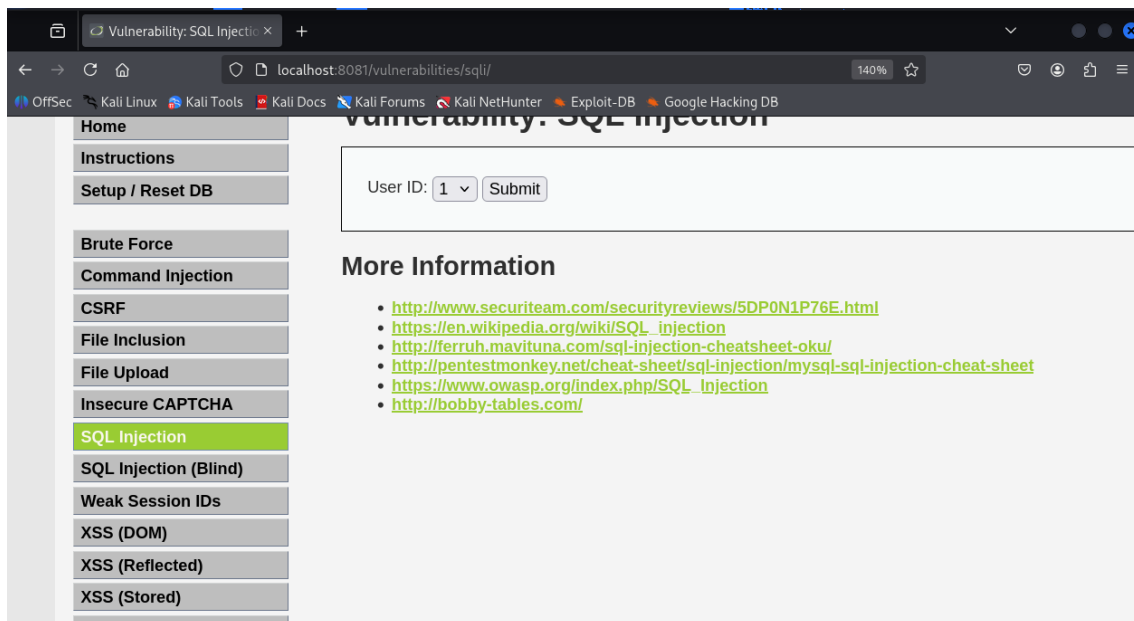 Vulnerability: SQL Injectio
localhost:8081/vulnerabilities/sqli/
140%
OffSec Kali Linux Kali Tools Kali Docs Kali Forums Kali NetHunter Exploit-DB Google Hacking DB
Vulnerability: SQL Injection
Home
Instructions
Setup / Reset DB
Brute Force
Command Injection
CSRF
File Inclusion
File Upload
Insecure CAPTCHA
SQL Injection
SQL Injection (Blind)
Weak Session IDs
XSS (DOM)
XSS (Reflected)
XSS (Stored)
User ID: 1 Submit
More Information
http://www.securiteam.com/securityreviews/5DP0N1P76E.html
https://en.wikipedia.org/wiki/SQL_injection
http://ferruh.mavituna.com/sql-injection-cheatsheet-oku/
http://pentestmonkey.net/cheat-sheet/sql-injection/mysql-sql-injection-cheat-sheet
https://www.owasp.org/index.php/SQL_Injection
http://bobby-tables.com/